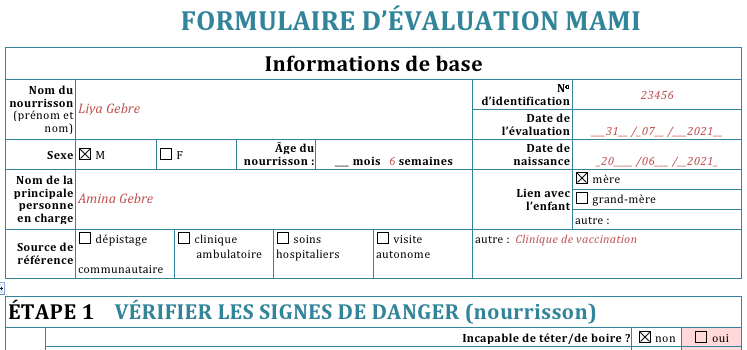 FORMULAIRE D'ÉVALUATION MAMI
Informations de base
Nom du nourrisson (prénom et nom)
Liya Gebre
Nº d'identification
23456
Date de l'évaluation
___31__ /_07__ /___2021__
Sexe ☒ M ☐ F
Âge du nourrisson :
___ mois 6 semaines
Date de naissance
_20____ /06___ /__2021_
Nom de la principale personne en charge
Amina Gebre
Lien avec l'enfant
☒ mère
☐ grand-mère
autre :
Source de référence
☐ dépistage communautaire
☐ clinique ambulatoire
☐ soins hospitaliers
☐ visite autonome
autre : Clinique de vaccination
ÉTAPE 1 VÉRIFIER LES SIGNES DE DANGER (nourrisson)
Incapable de téter/de boire ? ☒ non ☐ oui